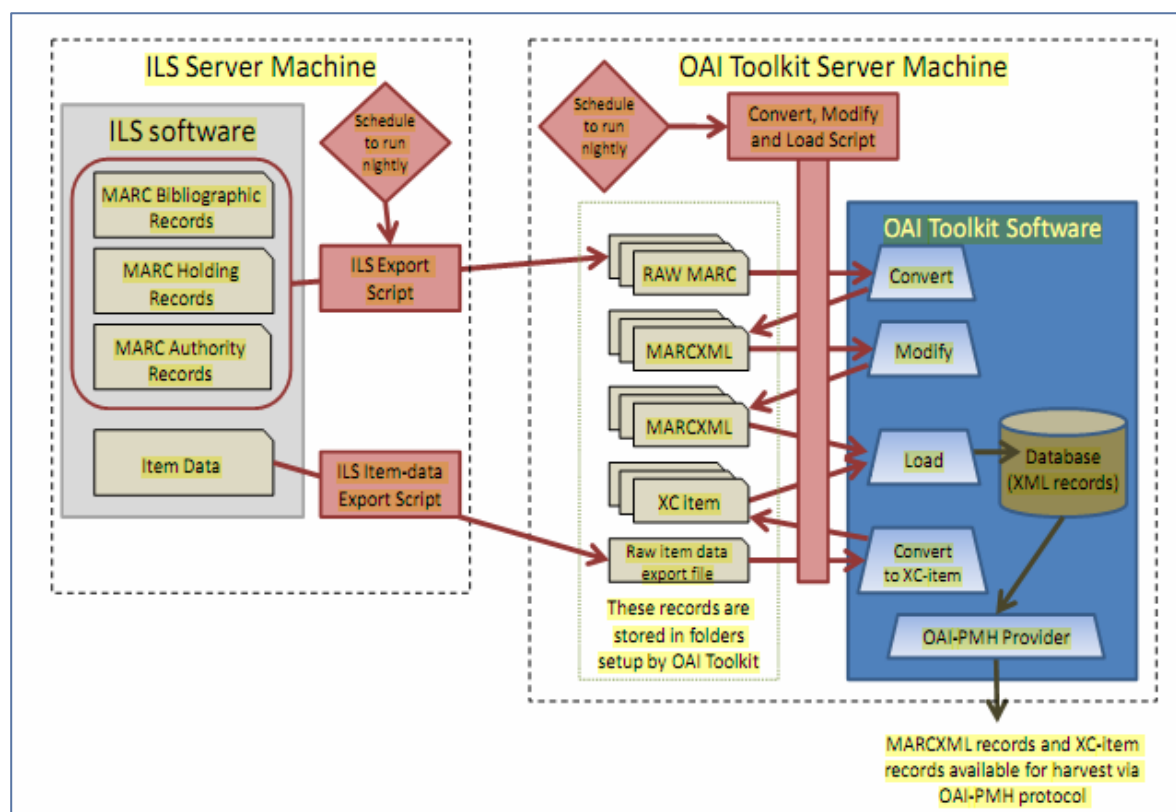 ILS Server Machine
ILS software
MARC Bibliographic
Records
MARC Holding
Records
MARC Authority
Records
Item Data
Schedule
to run
nightly
ILS Export
Script
ILS Item-data
Export Script
OAI Toolkit Server Machine
Schedule
to run
nightly
Convert, Modify
and Load Script
RAW MARC
MARCXML
MARCXML
XC item
Raw item data
export file
These records are
stored in folders
setup by OAI Toolkit
OAI Toolkit Software
Convert
Modify
Load
Database
(XML records)
Convert
to XC-item
OAI-PMH Provider
MARCXML records and XC-item
records available for harvest via
OAI-PMH protocol